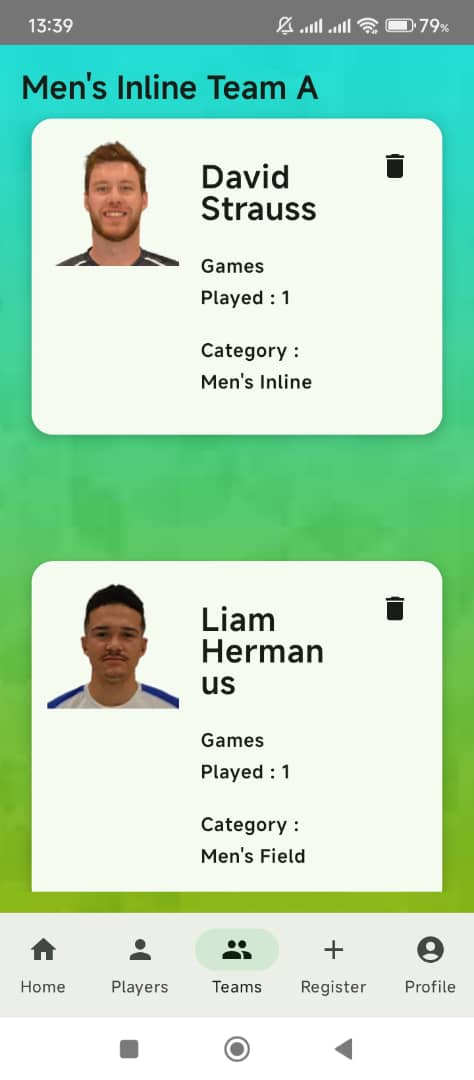 13:39
79%
Men's Inline Team A
David
Strauss
Games
Played : 1
Category :
Men's Inline
Liam
Herman
us
Games
Played : 1
Category :
Men's Field
Home
Players
Teams
Register
Profile